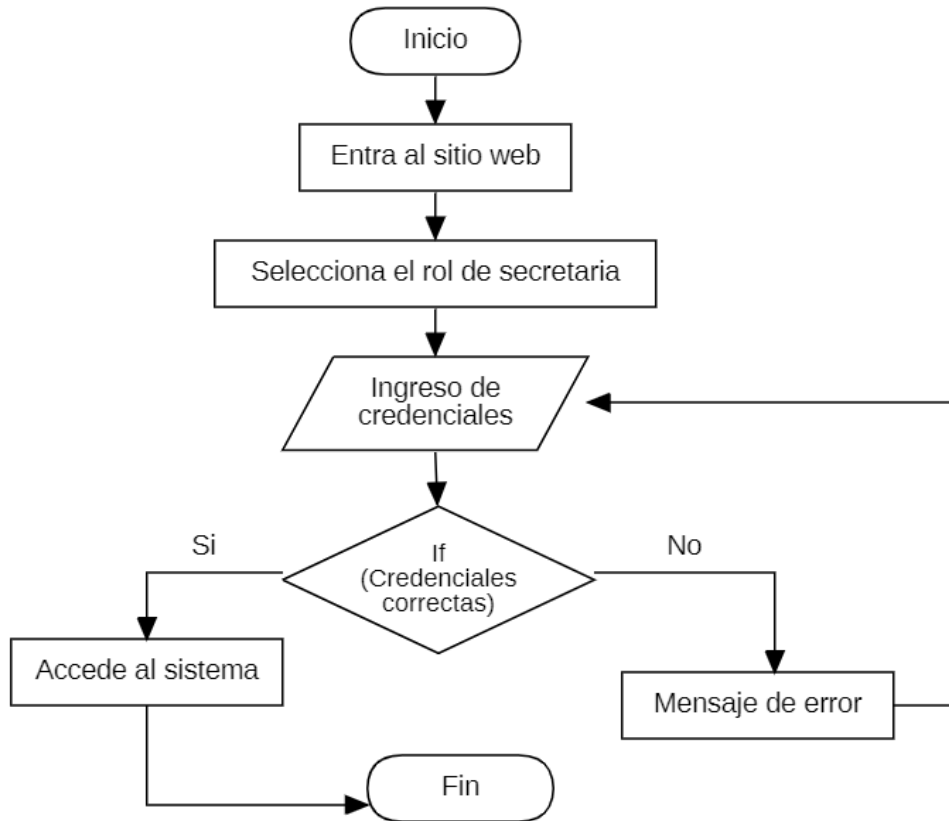 Inicio
Entra al sitio web
Selecciona el rol de secretaria
Ingreso de
credenciales
If
(Credenciales
correctas)
Si
No
Accede al sistema
Mensaje de error
Fin